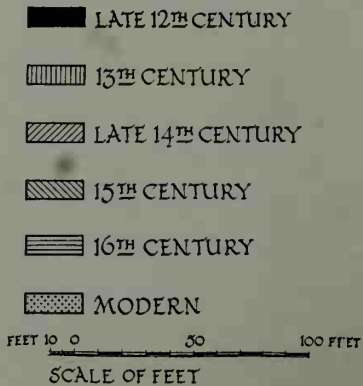 LATE 12TH CENTURY
13TH CENTURY
LATE 14TH CENTURY
15TH CENTURY
16TH CENTURY
MODERN
FEET 10 0 50 100 FEET
SCALE OF FEET